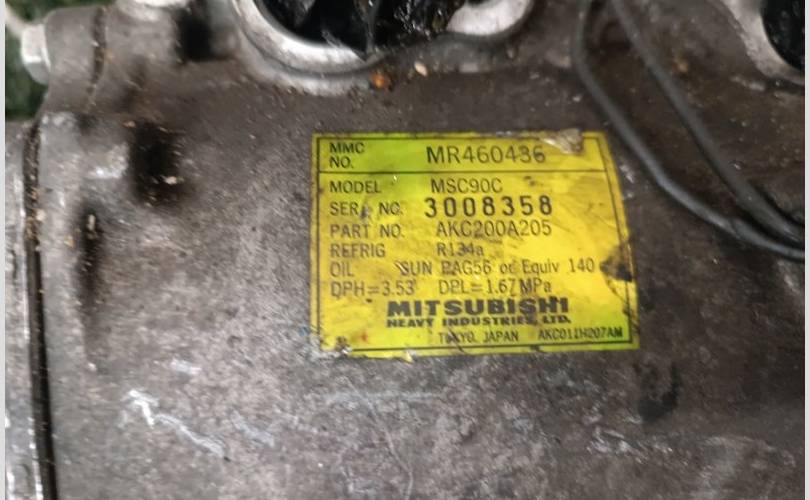 MMC
NO. MR460436
MODEL MSC90C
SER. NO. 3008358
PART NO. AKC200A205
REFRIG R134a
OIL SUN PAG56 or Equiv 140
DPH=3.53 DPL=1.67MPa
MITSUBISHI
HEAVY INDUSTRIES, LTD.
TOKYO, JAPAN AKC011H207AM